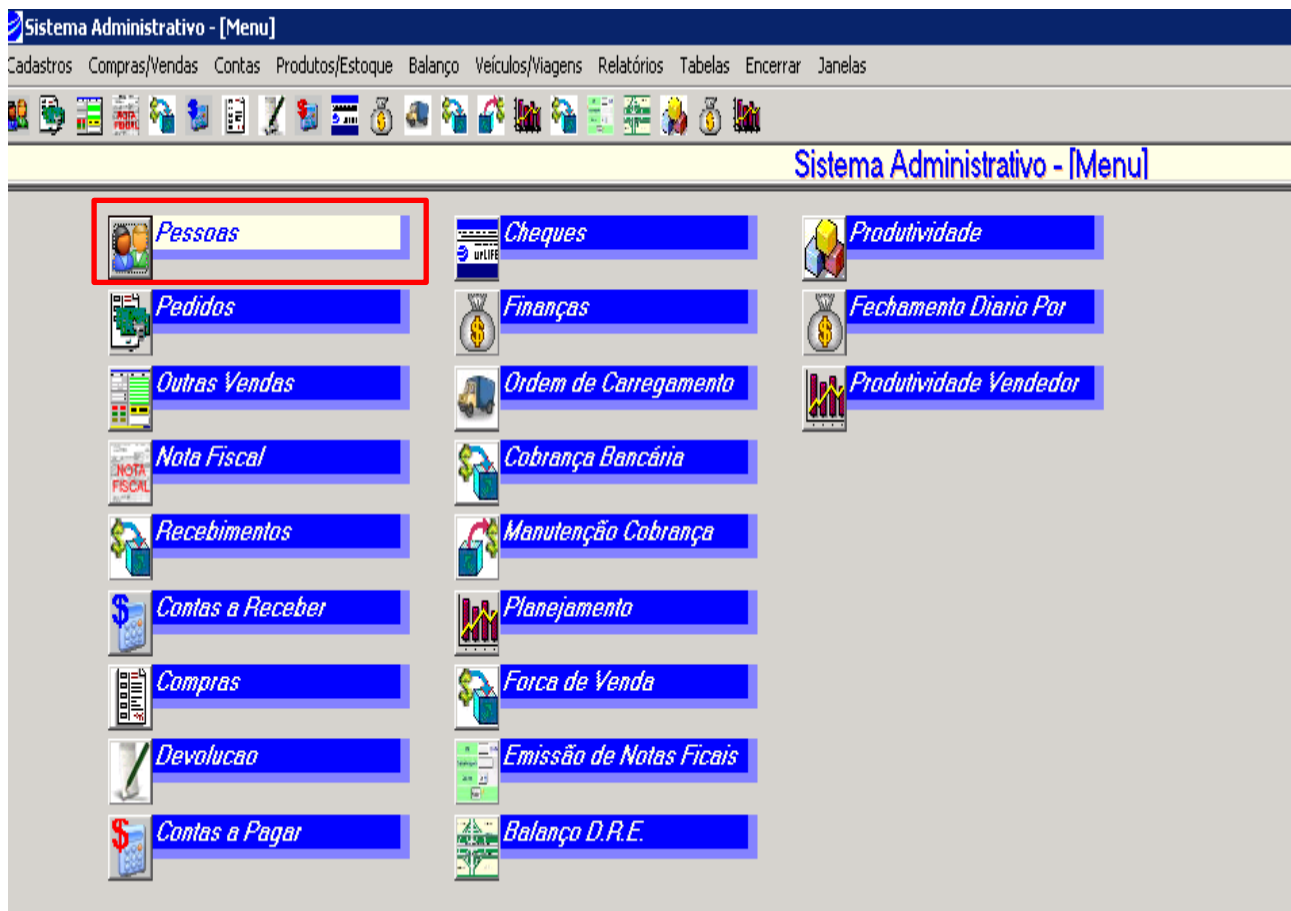 Sistema Administrativo - [Menu]
Cadastros Compras/Vendas Contas Produtos/Estoque Balanço Veículos/Viagens Relatórios Tabelas Encerrar Janelas
Sistema Administrativo - [Menu]
Pessoas
Pedidos
Outras Vendas
Nota Fiscal
NOTA
FISCAL
Recebimentos
Contas a Receber
Compras
Devolucao
Contas a Pagar
Cheques
Finanças
Ordem de Carregamento
Cobrança Bancária
Manutenção Cobrança
Planejamento
Forca de Venda
Emissão de Notas Ficais
Balanço D.R.E.
Produtividade
Fechamento Diario Por
Produtividade Vendedor